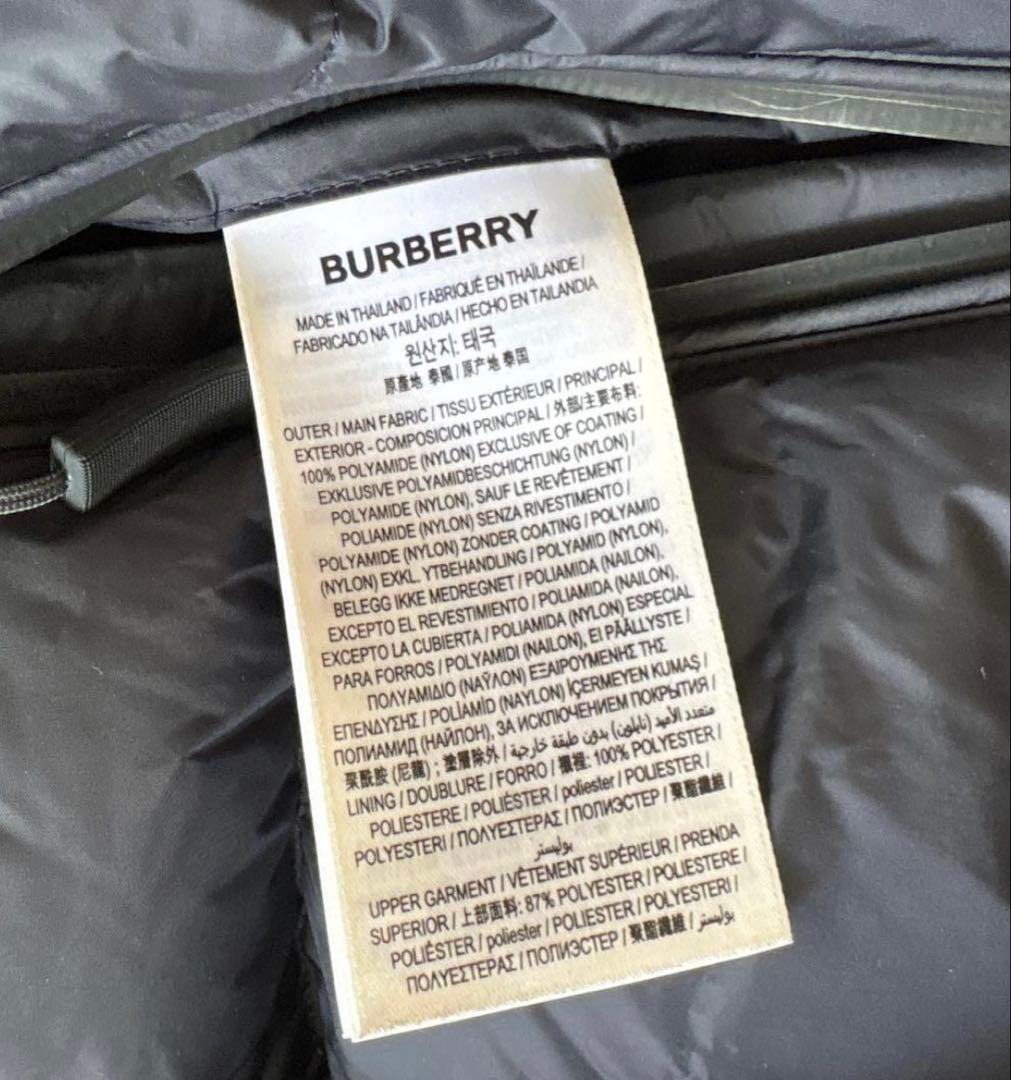 BURBERRY
MADE IN THAILAND / FABRIQUÉ EN THAÏLANDE /
FABRICADO NA TAILÂNDIA / HECHO EN TAILANDIA
원산지: 태국
原產地 泰國 / 原产地 泰国
OUTER / MAIN FABRIC / TISSU EXTÉRIEUR / PRINCIPAL /
EXTERIOR - COMPOSICION PRINCIPAL / 外部/主要布料:
100% POLYAMIDE (NYLON) EXCLUSIVE OF COATING /
EXKLUSIVE POLYAMIDBESCHICHTUNG (NYLON) /
POLYAMIDE (NYLON), SAUF LE REVÊTEMENT /
POLIAMIDE (NYLON) SENZA RIVESTIMENTO /
POLYAMIDE (NYLON) ZONDER COATING / POLYAMID
(NYLON) EXKL. YTBEHANDLING / POLYAMID (NYLON),
BELEGG IKKE MEDREGNET / POLIAMIDA (NAILON),
EXCEPTO EL REVESTIMIENTO / POLIAMIDA (NAILON),
EXCEPTO LA CUBIERTA / POLIAMIDA (NYLON) ESPECIAL
PARA FORROS / POLYAMIDI (NAILON), EI PÄÄLLYSTE /
ΠΟΛΥΑΜΙΔΙΟ (ΝΑΫΛΟΝ) ΕΞΑΙΡΟΥΜΕΝΗΣ ΤΗΣ
ΕΠΕΝΔΥΣΗΣ / POLİAMİD (NAYLON) İÇERMEYEN KUMAŞ /
ПОЛИАМИД (НАЙЛОН), ЗА ИСКЛЮЧЕНИЕМ ПОКРЫТИЯ /
聚酰胺 (尼龍) ; 塗層除外 / متعدد الأميد (نايلون) بدون طبقة خارجية
LINING / DOUBLURE / FORRO / 襯裡: 100% POLYESTER /
POLIESTERE / POLIÉSTER / poliester / POLIESTER /
POLYESTERI / ΠΟΛΥΕΣΤΕΡΑΣ / ПОЛИЭСТЕР / 聚酯纖維 /
بوليستر
UPPER GARMENT / VÊTEMENT SUPÉRIEUR / PRENDA
SUPERIOR / 上部面料: 87% POLYESTER / POLIESTERE /
POLIÉSTER / poliester / POLIESTER / POLYESTERI /
ΠΟΛΥΕΣΤΕΡΑΣ / ПОЛИЭСТЕР / 聚酯纖維 / بوليستر